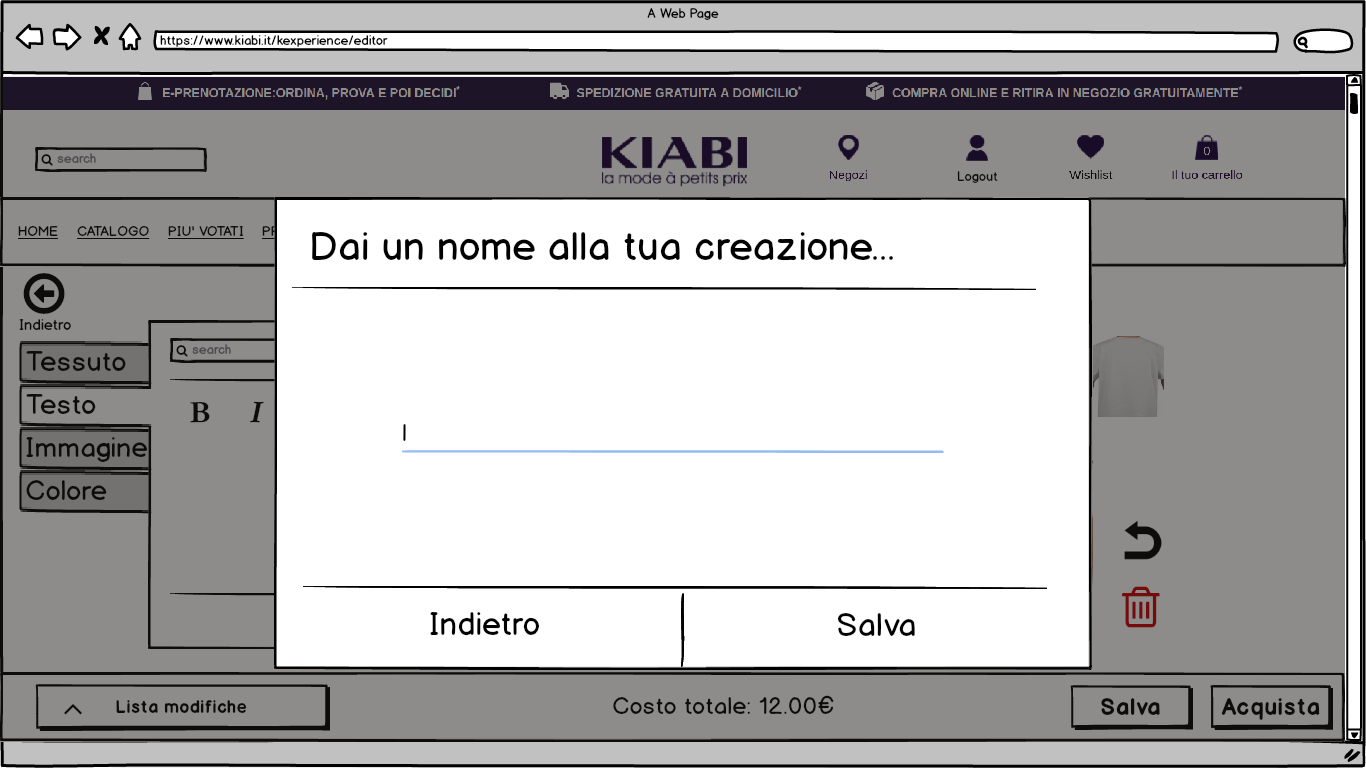 A Web Page
https://www.kiabi.it/kexperience/editor
E-PRENOTAZIONE:ORDINA, PROVA E POI DECIDI* SPEDIZIONE GRATUITA A DOMICILIO* COMPRA ONLINE E RITIRA IN NEGOZIO GRATUITAMENTE*
search
KIABI
la mode à petits prix
Negozi Logout Wishlist 0 Il tuo carrello
HOME CATALOGO PIU' VOTATI
Dai un nome alla tua creazione...
Indietro
Tessuto
Testo
Immagine
Colore
search
B I
Indietro Salva
Lista modifiche Costo totale: 12.00€ Salva Acquista